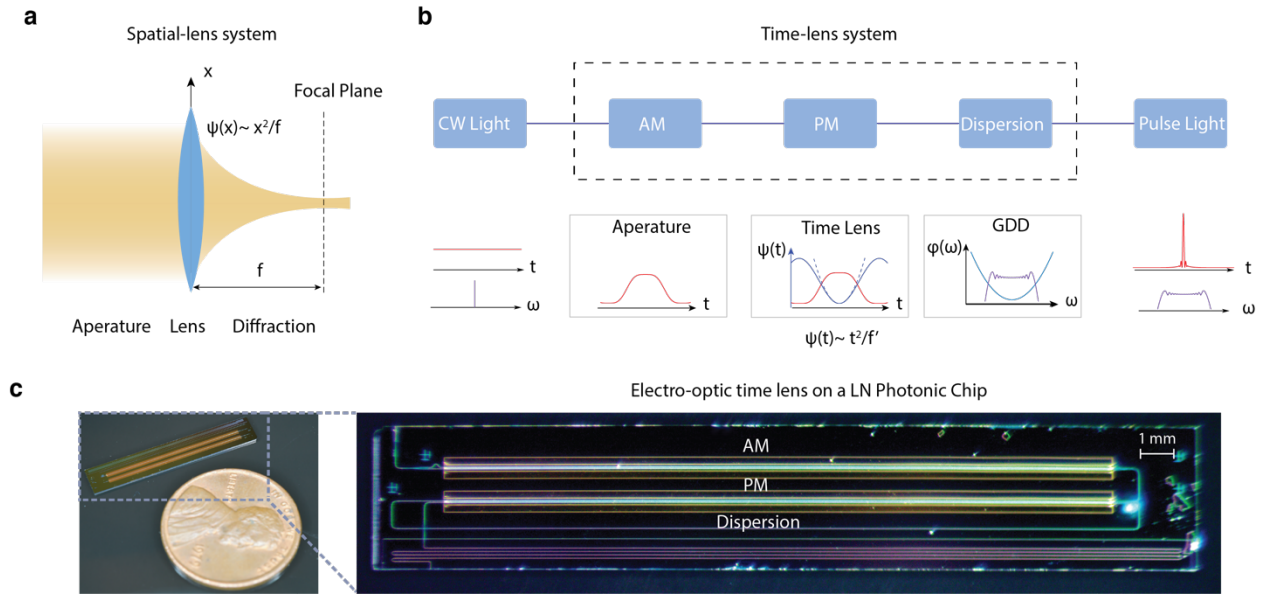 a
Spatial-lens system
x
Focal Plane
ψ(x)~ x²/f
f
Aperature Lens Diffraction
b
Time-lens system
CW Light AM PM Dispersion Pulse Light
t
ω
Aperature
t
Time Lens
ψ(t)
t
ψ(t)~ t²/f'
GDD
φ(ω)
ω
t
ω
c
Electro-optic time lens on a LN Photonic Chip
AM
1 mm
PM
Dispersion